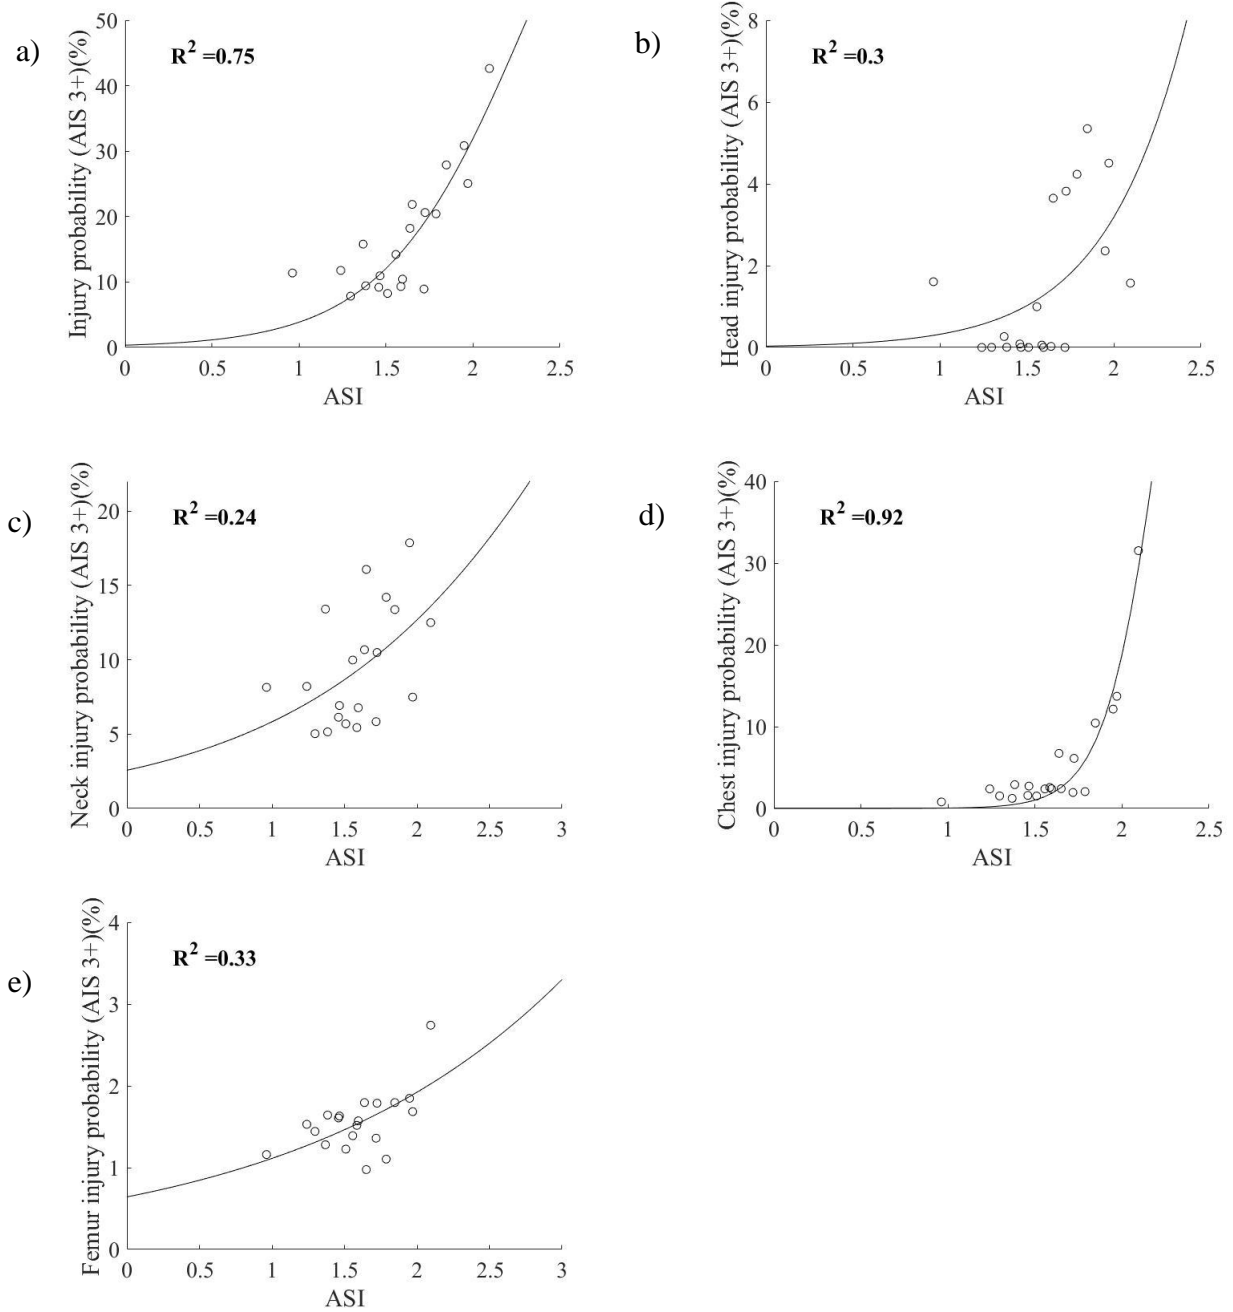 a)
R² =0.75
Injury probability (AIS 3+)(%)
50
40
30
20
10
0
0 0.5 1 1.5 2 2.5
ASI
b)
R² =0.3
Head injury probability (AIS 3+)(%)
8
6
4
2
0
0 0.5 1 1.5 2 2.5
ASI
c)
R² =0.24
Neck injury probability (AIS 3+)(%)
20
15
10
5
0
0 0.5 1 1.5 2 2.5 3
ASI
d)
R² =0.92
Chest injury probability (AIS 3+)(%)
40
30
20
10
0
0 0.5 1 1.5 2 2.5
ASI
e)
R² =0.33
Femur injury probability (AIS 3+)(%)
4
3
2
1
0
0 0.5 1 1.5 2 2.5 3
ASI